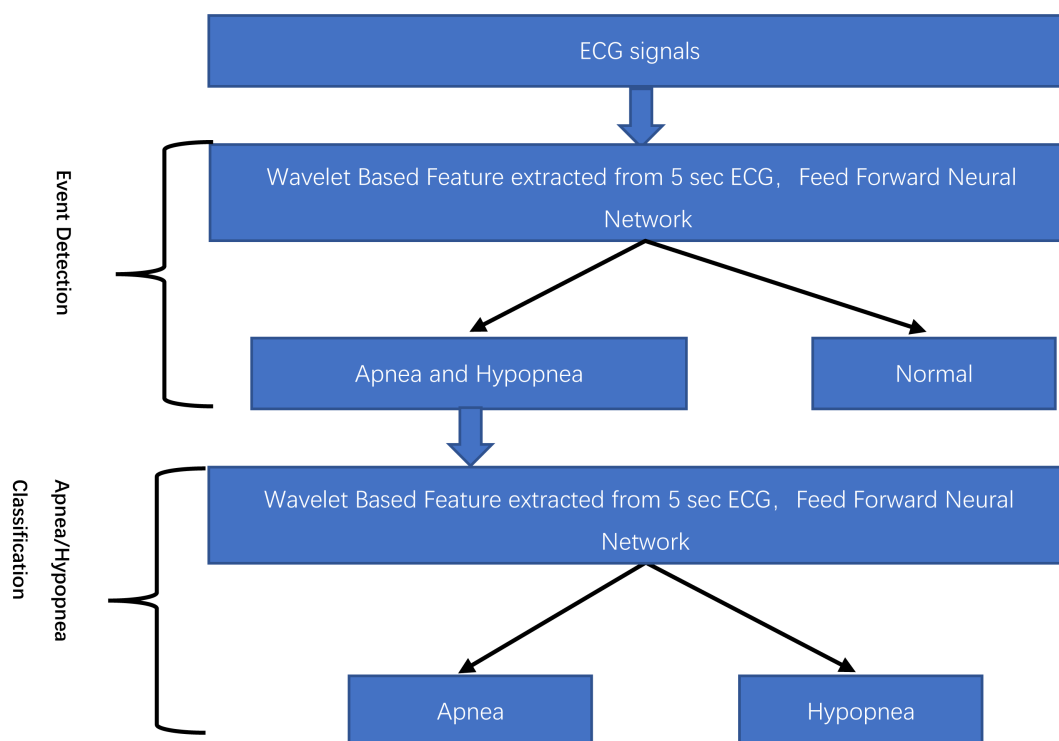 ECG signals
Event Detection
Wavelet Based Feature extracted from 5 sec ECG, Feed Forward Neural
Network
Apnea and Hypopnea
Normal
Apnea/Hypopnea
Classification
Wavelet Based Feature extracted from 5 sec ECG, Feed Forward Neural
Network
Apnea
Hypopnea